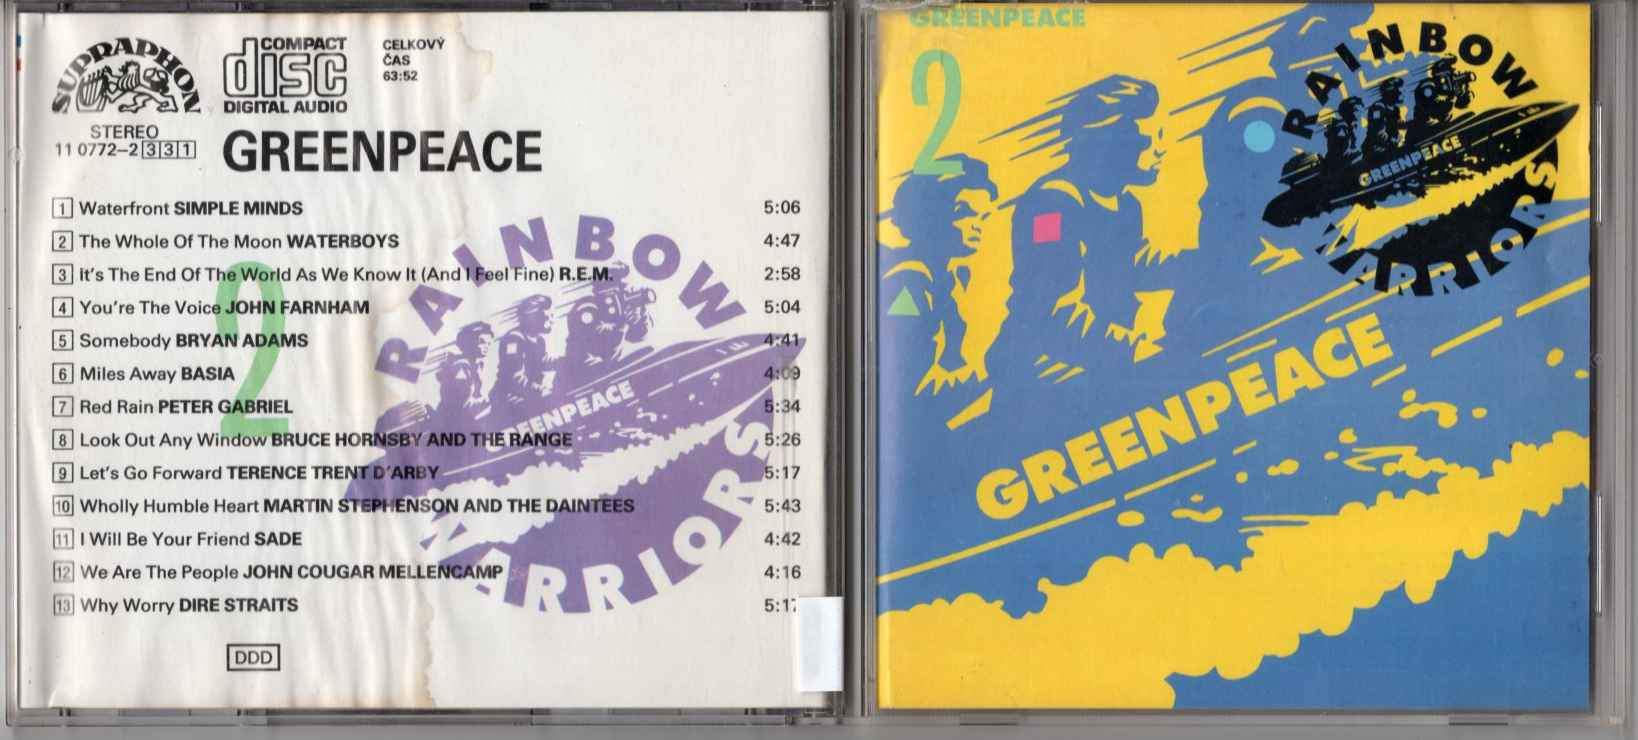 SUPRAPHON
COMPACT
disc
DIGITAL AUDIO
CELKOVÝ
ČAS
63:52
STEREO
11 0772-2 331
GREENPEACE
1 Waterfront SIMPLE MINDS 5:06
2 The Whole Of The Moon WATERBOYS 4:47
3 It's The End Of The World As We Know It (And I Feel Fine) R.E.M. 2:58
4 You're The Voice JOHN FARNHAM 5:04
5 Somebody BRYAN ADAMS 4:41
6 Miles Away BASIA 4:09
7 Red Rain PETER GABRIEL 5:34
8 Look Out Any Window BRUCE HORNSBY AND THE RANGE 5:26
9 Let's Go Forward TERENCE TRENT D'ARBY 5:17
10 Wholly Humble Heart MARTIN STEPHENSON AND THE DAINTEES 5:43
11 I Will Be Your Friend SADE 4:42
12 We Are The People JOHN COUGAR MELLENCAMP 4:16
13 Why Worry DIRE STRAITS 5:17
DDD
2
RAINBOW
GREENPEACE
WARRIORS
GREENPEACE
2
RAINBOW
GREENPEACE
WARRIORS
GREENPEACE